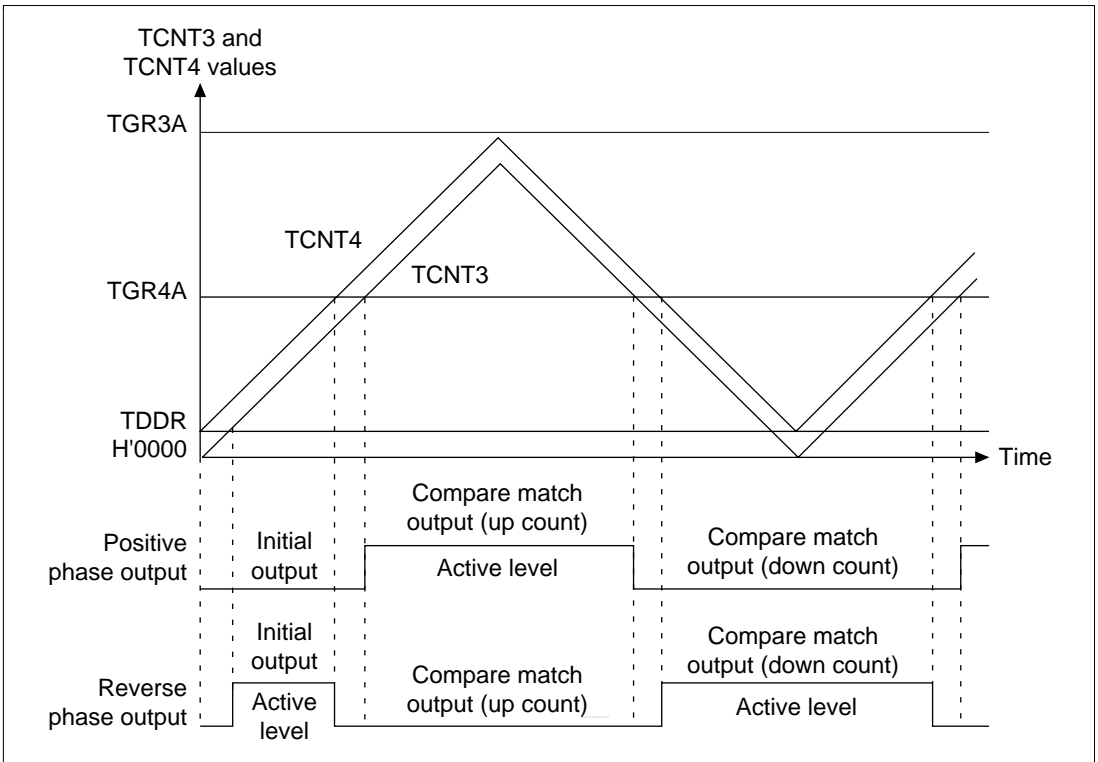 TCNT3 and
TCNT4 values
TGR3A
TCNT4
TCNT3
TGR4A
TDDR
H'0000
Time
Compare match
output (up count)
Positive
phase output
Initial
output
Active level
Compare match
output (down count)
Initial
output
Compare match
output (down count)
Reverse
phase output
Active
level
Compare match
output (up count)
Active level